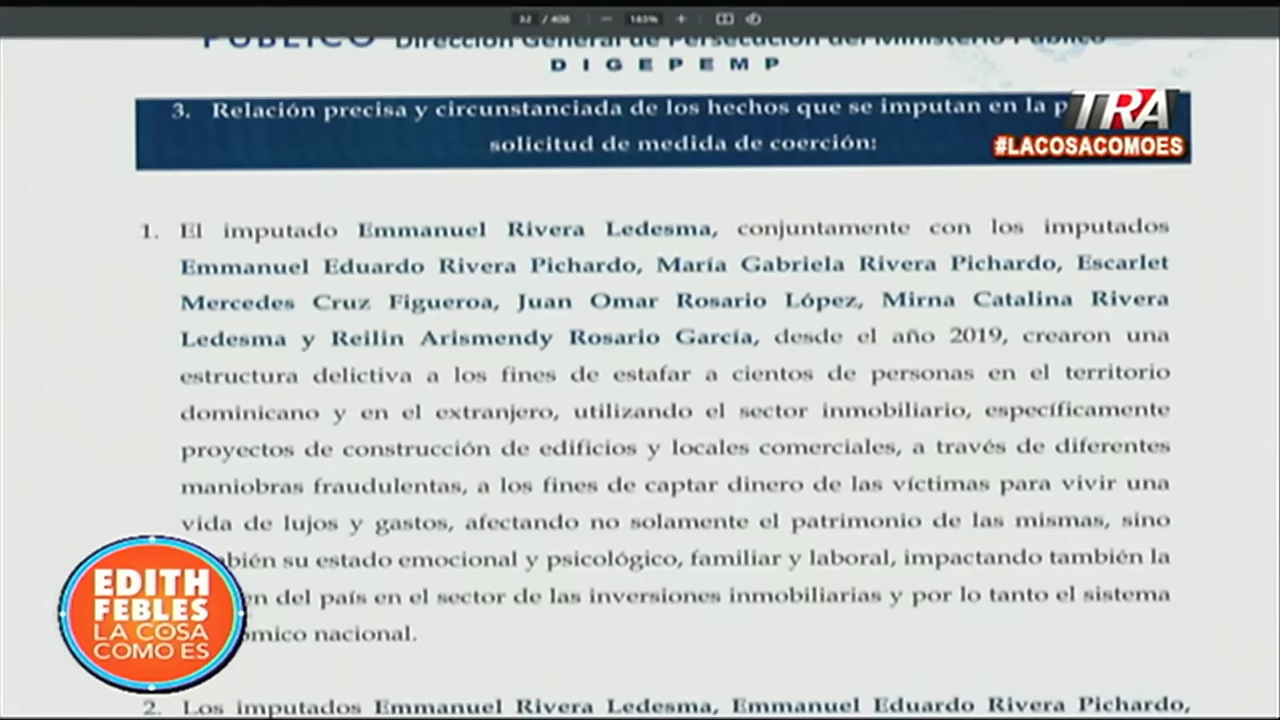 32 / 408 — 185% +
PÚBLICO Dirección General de Persecución del Ministerio Público
DIGEPEMP
3. Relación precisa y circunstanciada de los hechos que se imputan en la
solicitud de medida de coerción:
TRA
#LACOSACOMOES
1. El imputado Emmanuel Rivera Ledesma, conjuntamente con los imputados
Emmanuel Eduardo Rivera Pichardo, María Gabriela Rivera Pichardo, Escarlet
Mercedes Cruz Figueroa, Juan Omar Rosario López, Mirna Catalina Rivera
Ledesma y Reilin Arismendy Rosario García, desde el año 2019, crearon una
estructura delictiva a los fines de estafar a cientos de personas en el territorio
dominicano y en el extranjero, utilizando el sector inmobiliario, específicamente
proyectos de construcción de edificios y locales comerciales, a través de diferentes
maniobras fraudulentas, a los fines de captar dinero de las víctimas para vivir una
vida de lujos y gastos, afectando no solamente el patrimonio de las mismas, sino
bién su estado emocional y psicológico, familiar y laboral, impactando también la
en del país en el sector de las inversiones inmobiliarias y por lo tanto el sistema
ómico nacional.
EDITH
FEBLES
LA COSA
COMO ES
2. Los imputados Emmanuel Rivera Ledesma, Emmanuel Eduardo Rivera Pichardo,